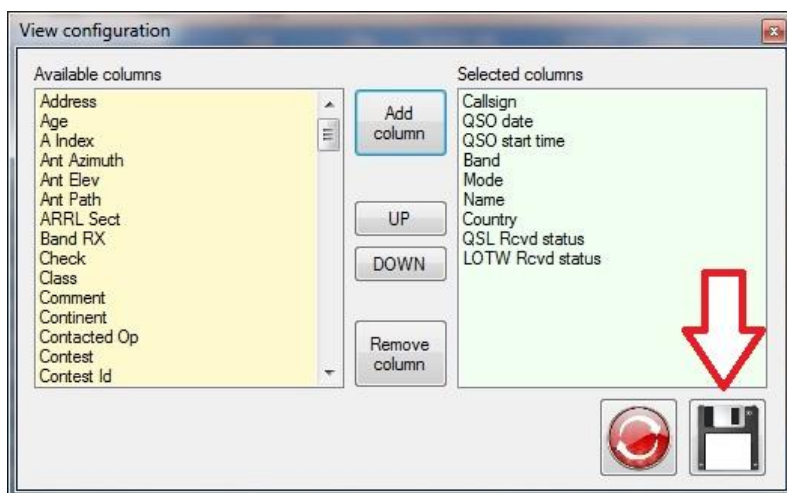 View configuration
Available columns
Address
Age
A Index
Ant Azimuth
Ant Elev
Ant Path
ARRL Sect
Band RX
Check
Class
Comment
Continent
Contacted Op
Contest
Contest Id
Add
column
UP
DOWN
Remove
column
Selected columns
Callsign
QSO date
QSO start time
Band
Mode
Name
Country
QSL Rcvd status
LOTW Rcvd status